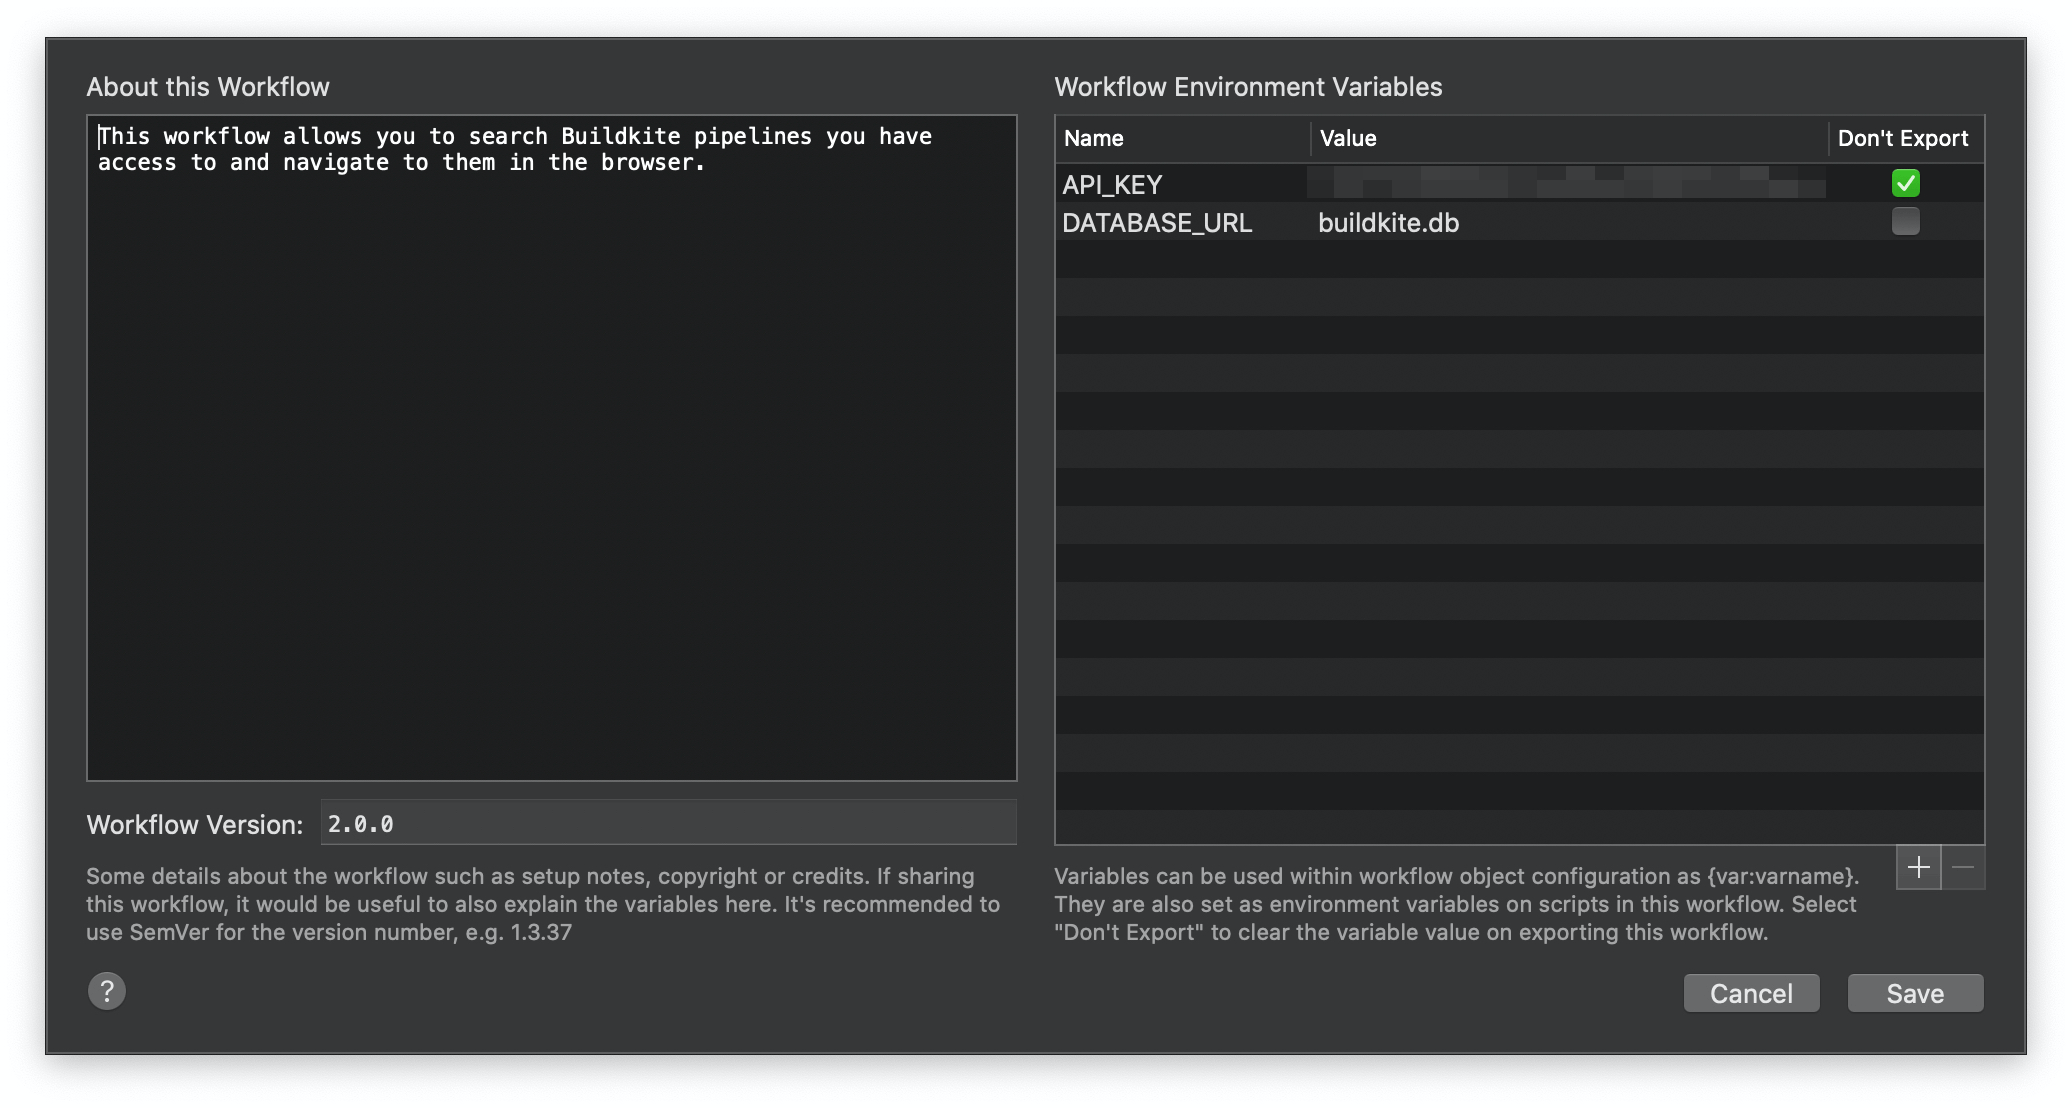 About this Workflow
This workflow allows you to search Buildkite pipelines you have
access to and navigate to them in the browser.
Workflow Version: 2.0.0
Some details about the workflow such as setup notes, copyright or credits. If sharing
this workflow, it would be useful to also explain the variables here. It's recommended to
use SemVer for the version number, e.g. 1.3.37
?
Workflow Environment Variables
Name Value Don't Export
API_KEY
DATABASE_URL buildkite.db
Variables can be used within workflow object configuration as {var:varname}.
They are also set as environment variables on scripts in this workflow. Select
"Don't Export" to clear the variable value on exporting this workflow.
Cancel Save